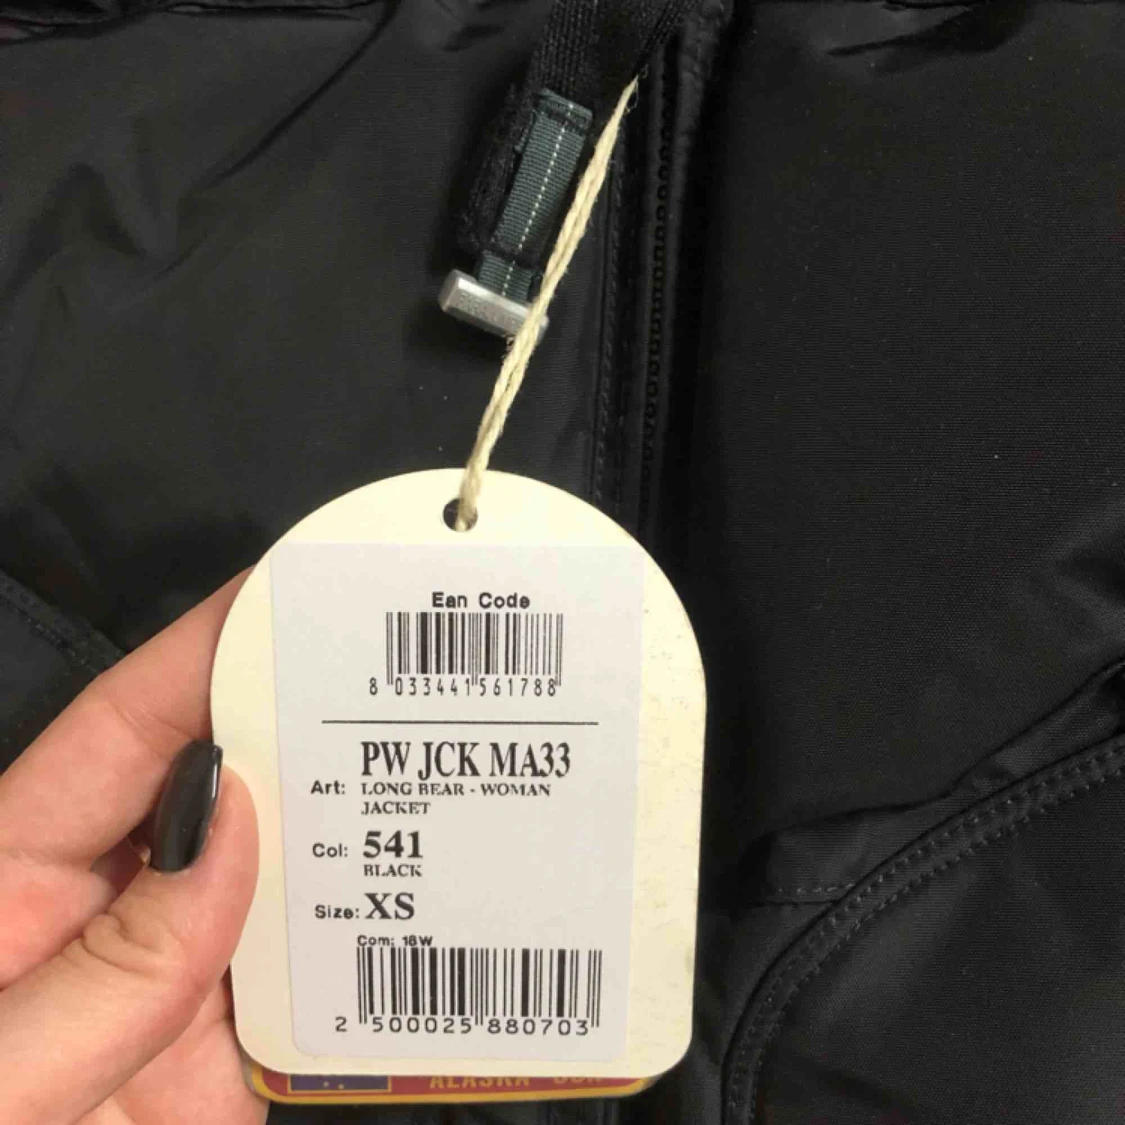 Ean Code
8 033441 561788
PW JCK MA33
Art: LONG BEAR - WOMAN
JACKET
Col: 541
BLACK
Size: XS
Com: 18W
2 500025 880703
ALASKA